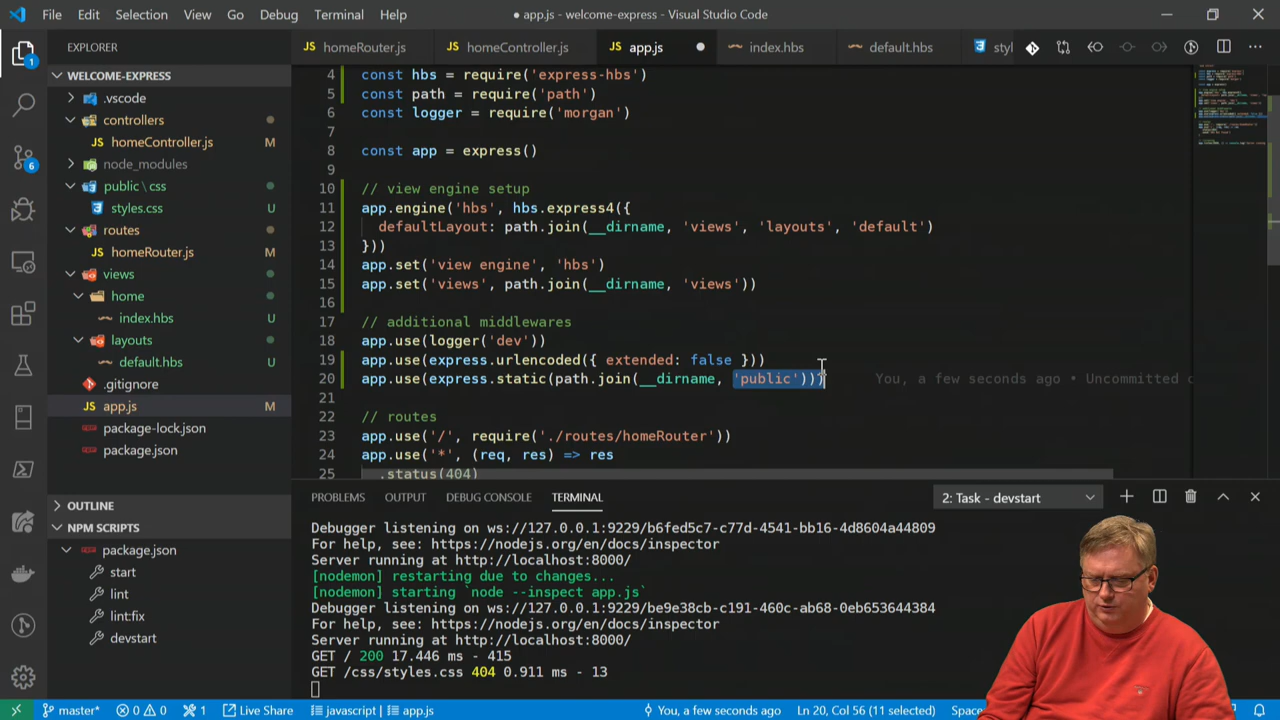 File Edit Selection View Go Debug Terminal Help
● app.js - welcome-express - Visual Studio Code
EXPLORER
WELCOME-EXPRESS
.vscode
controllers
JS homeController.js M
node_modules
public \ css
styles.css U
routes
JS homeRouter.js M
views
home
index.hbs U
layouts
default.hbs U
.gitignore
JS app.js M
package-lock.json
package.json
OUTLINE
NPM SCRIPTS
package.json
start
lint
lint:fix
devstart
1
6
JS homeRouter.js JS homeController.js JS app.js ● index.hbs default.hbs styl
4 const hbs = require('express-hbs')
5 const path = require('path')
6 const logger = require('morgan')
7
8 const app = express()
9
10 // view engine setup
11 app.engine('hbs', hbs.express4({
12 defaultLayout: path.join(__dirname, 'views', 'layouts', 'default')
13 }))
14 app.set('view engine', 'hbs')
15 app.set('views', path.join(__dirname, 'views'))
16
17 // additional middlewares
18 app.use(logger('dev'))
19 app.use(express.urlencoded({ extended: false }))
20 app.use(express.static(path.join(__dirname, 'public'))) You, a few seconds ago • Uncommitted c
21
22 // routes
23 app.use('/', require('./routes/homeRouter'))
24 app.use('*', (req, res) => res
25 .status(404)
PROBLEMS OUTPUT DEBUG CONSOLE TERMINAL 2: Task - devstart
Debugger listening on ws://127.0.0.1:9229/b6fed5c7-c77d-4541-bb16-4d8604a44809
For help, see: https://nodejs.org/en/docs/inspector
Server running at http://localhost:8000/
[nodemon] restarting due to changes...
[nodemon] starting `node --inspect app.js`
Debugger listening on ws://127.0.0.1:9229/be9e38cb-c191-460c-ab68-0eb653644384
For help, see: https://nodejs.org/en/docs/inspector
Server running at http://localhost:8000/
GET / 200 17.446 ms - 415
GET /css/styles.css 404 0.911 ms - 13
master* 0 0 1 Live Share javascript | app.js You, a few seconds ago Ln 20, Col 56 (11 selected) Space